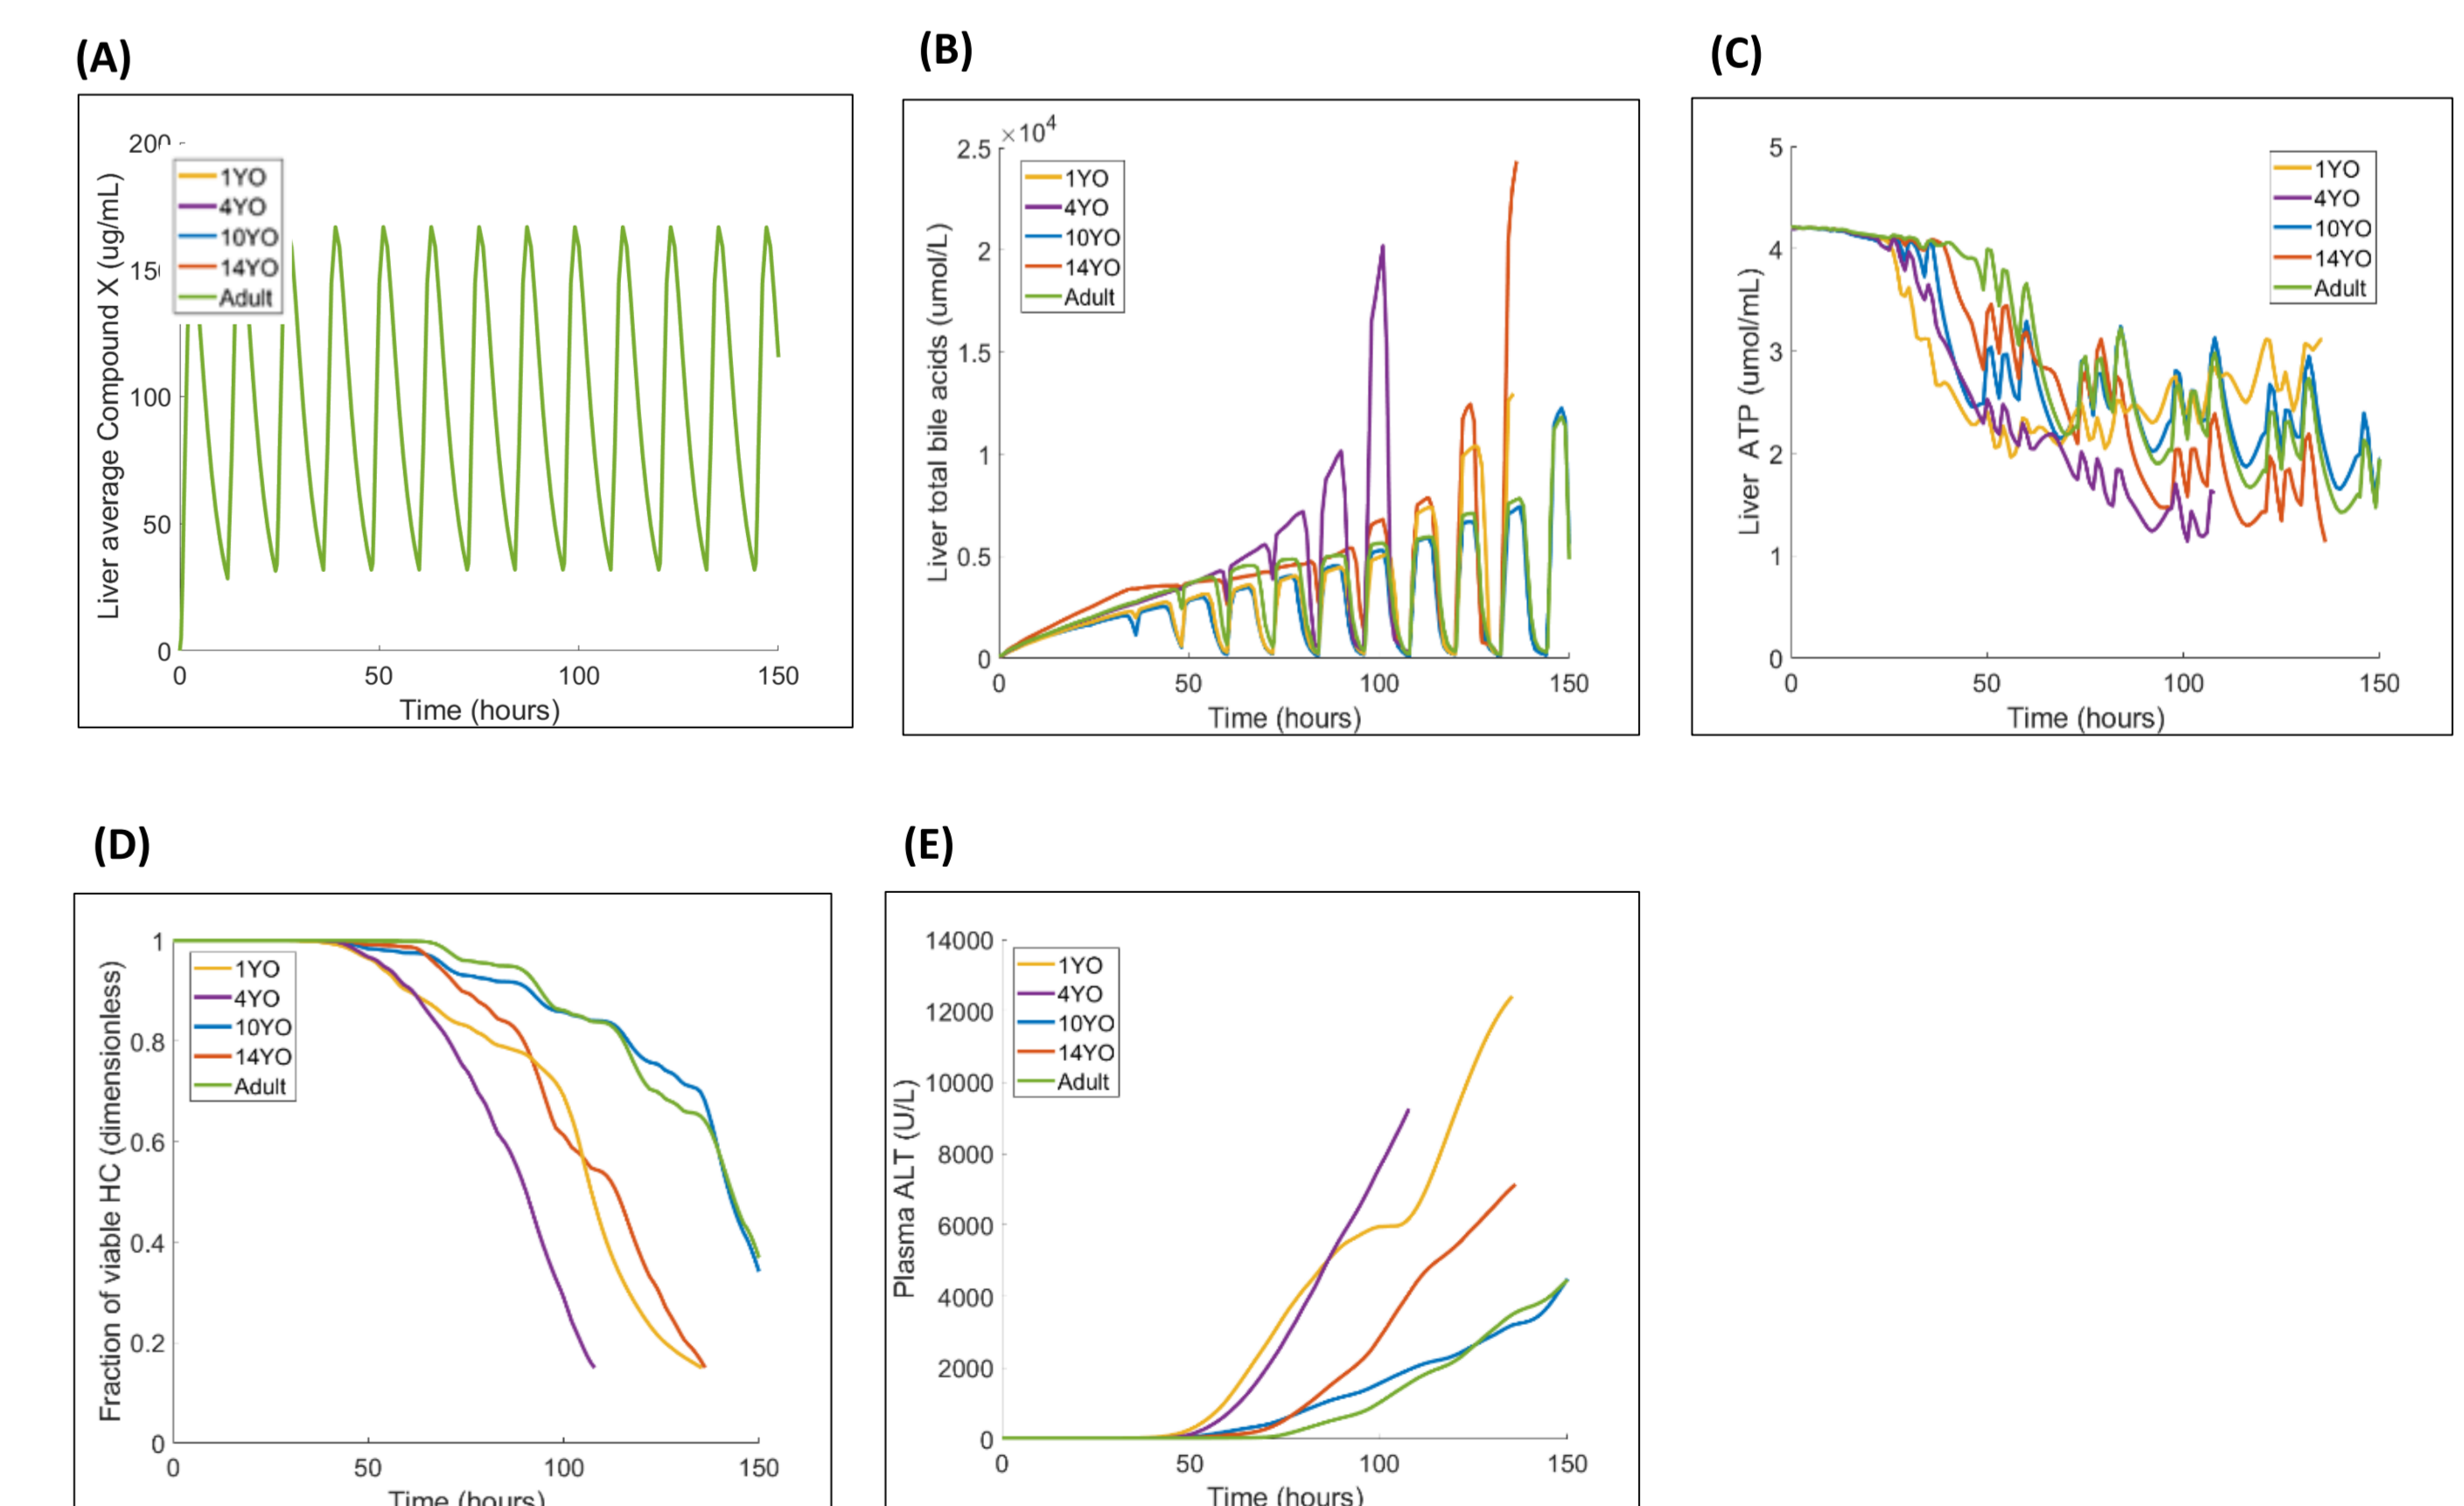 (A)
Liver average Compound X (ug/mL)
200
150
100
50
0
1YO
4YO
10YO
14YO
Adult
0 50 100 150
Time (hours)
(B)
Liver total bile acids (umol/L)
×10⁴
2.5
2
1.5
1
0.5
0
1YO
4YO
10YO
14YO
Adult
0 50 100 150
Time (hours)
(C)
Liver ATP (umol/mL)
5
4
3
2
1
0
1YO
4YO
10YO
14YO
Adult
0 50 100 150
Time (hours)
(D)
Fraction of viable HC (dimensionless)
1
0.8
0.6
0.4
0.2
0
1YO
4YO
10YO
14YO
Adult
0 50 100 150
Time (hours)
(E)
Plasma ALT (U/L)
14000
12000
10000
8000
6000
4000
2000
0
1YO
4YO
10YO
14YO
Adult
0 50 100 150
Time (hours)